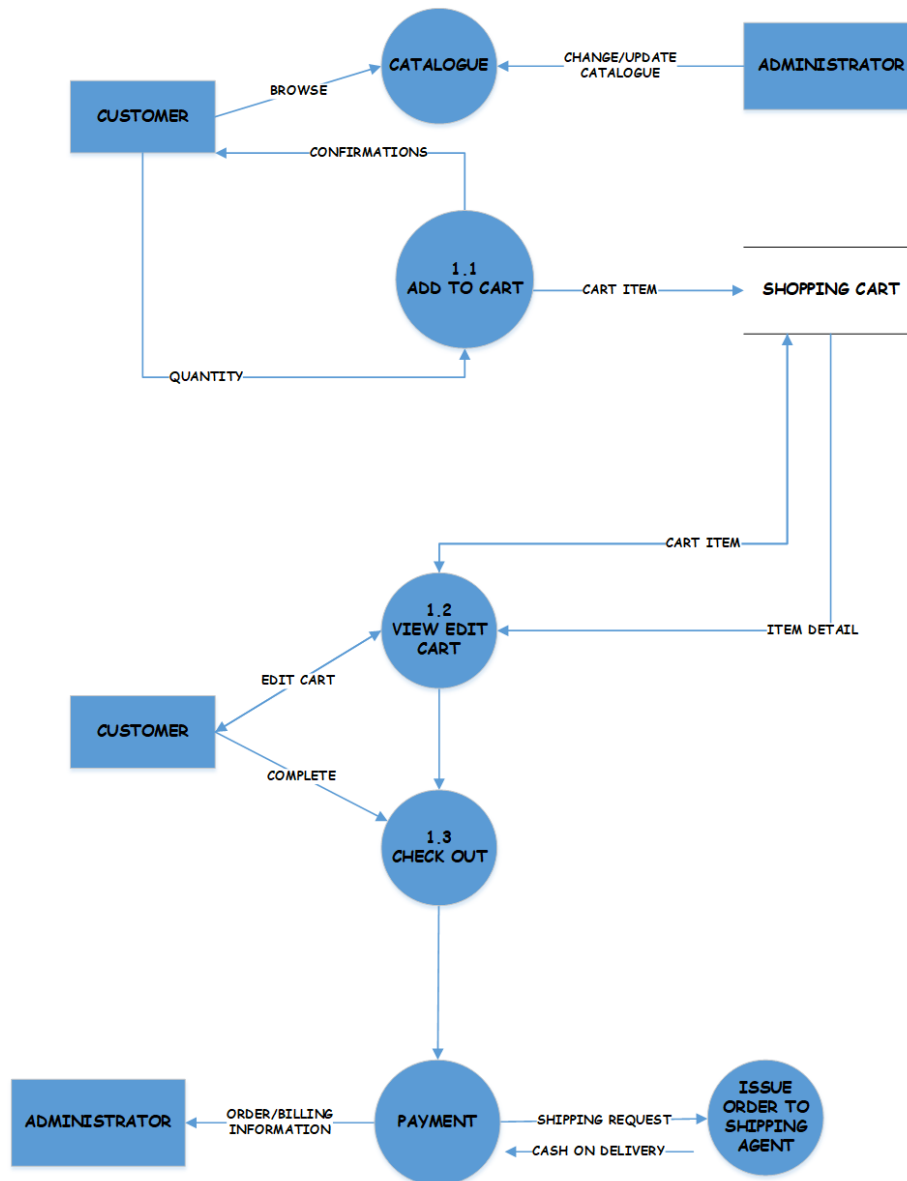 CATALOGUE
CHANGE/UPDATE
CATALOGUE
ADMINISTRATOR
BROWSE
CUSTOMER
CONFIRMATIONS
1.1
ADD TO CART
CART ITEM
SHOPPING CART
QUANTITY
CART ITEM
1.2
VIEW EDIT
CART
ITEM DETAIL
EDIT CART
CUSTOMER
COMPLETE
1.3
CHECK OUT
ADMINISTRATOR
ORDER/BILLING
INFORMATION
PAYMENT
SHIPPING REQUEST
CASH ON DELIVERY
ISSUE
ORDER TO
SHIPPING
AGENT